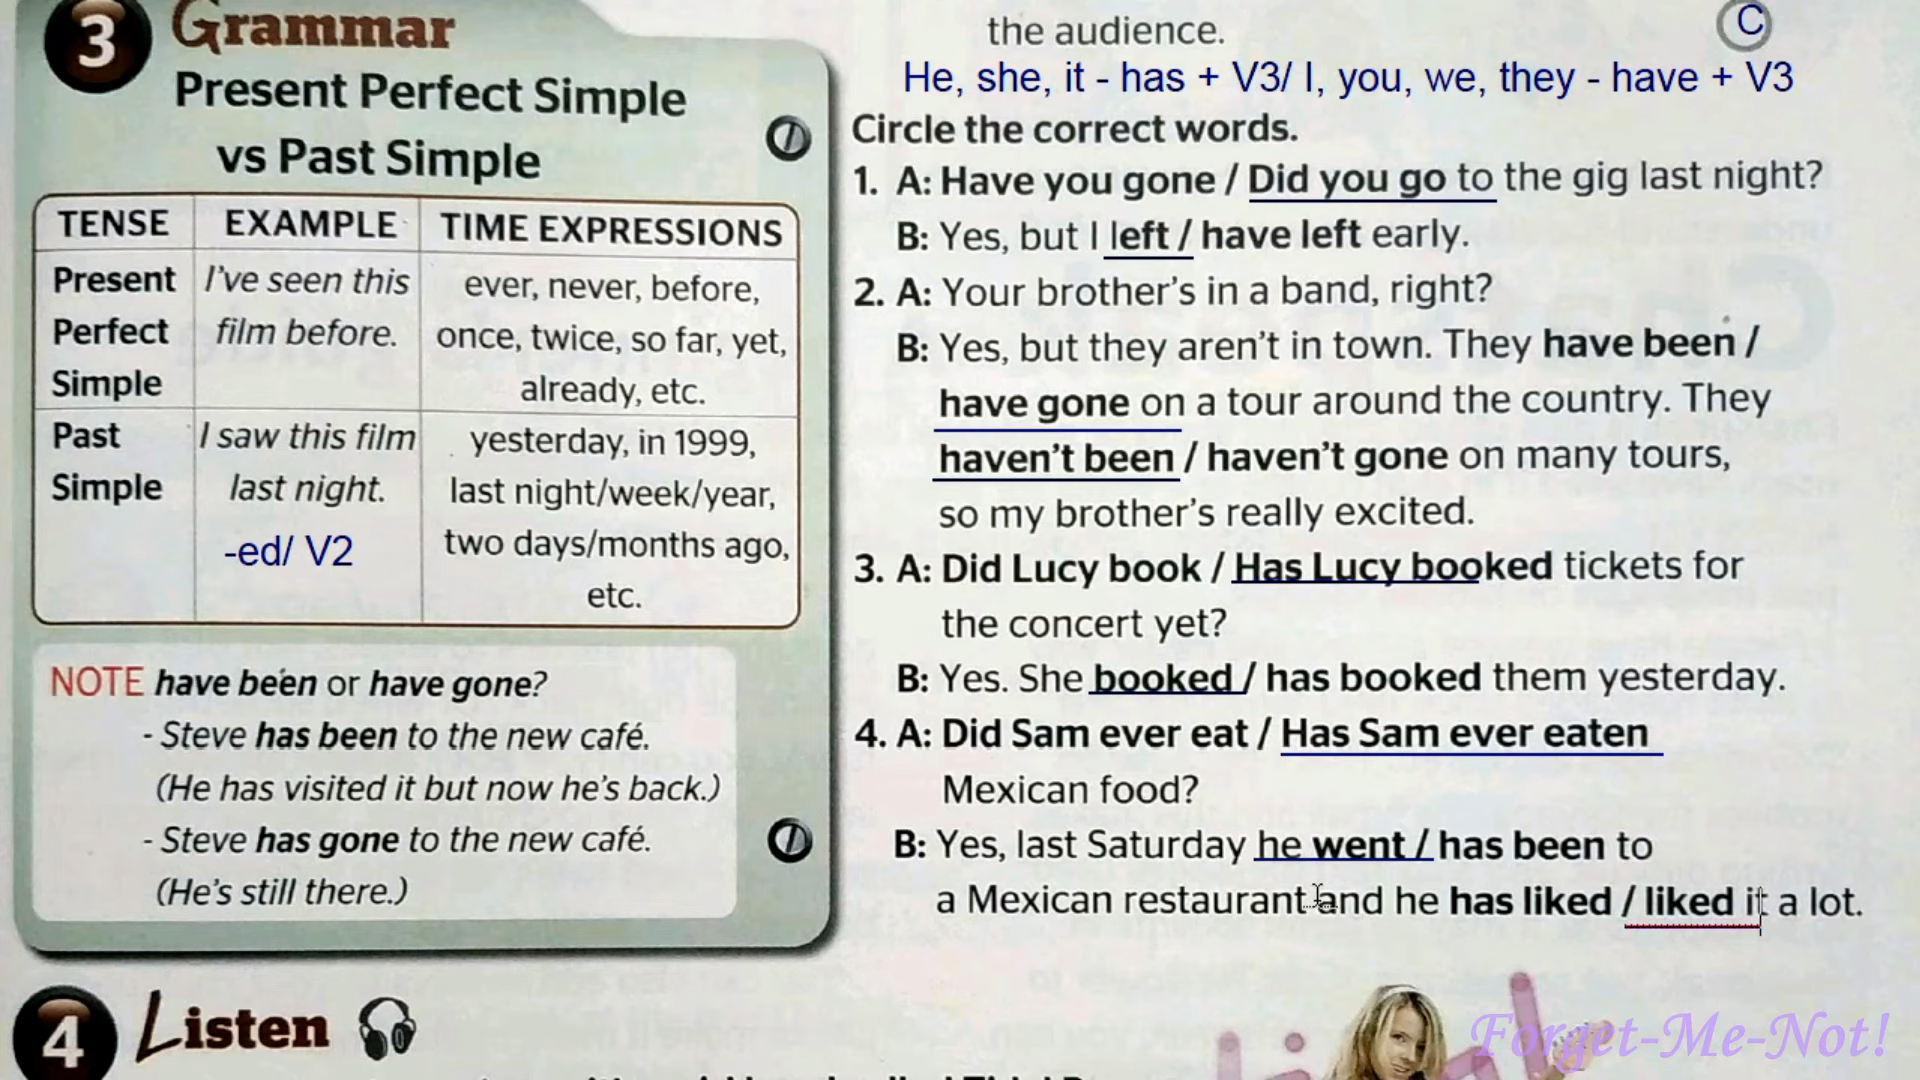 3 Grammar
Present Perfect Simple
vs Past Simple
TENSE EXAMPLE TIME EXPRESSIONS
Present I've seen this ever, never, before,
Perfect film before. once, twice, so far, yet,
Simple already, etc.
Past I saw this film yesterday, in 1999,
Simple last night. last night/week/year,
-ed/ V2 two days/months ago,
etc.
NOTE have been or have gone?
- Steve has been to the new café.
(He has visited it but now he's back.)
- Steve has gone to the new café.
(He's still there.)
4 Listen
the audience. C
He, she, it - has + V3/ I, you, we, they - have + V3
Circle the correct words.
1. A: Have you gone / Did you go to the gig last night?
B: Yes, but I left / have left early.
2. A: Your brother's in a band, right?
B: Yes, but they aren't in town. They have been /
have gone on a tour around the country. They
haven't been / haven't gone on many tours,
so my brother's really excited.
3. A: Did Lucy book / Has Lucy booked tickets for
the concert yet?
B: Yes. She booked / has booked them yesterday.
4. A: Did Sam ever eat / Has Sam ever eaten
Mexican food?
B: Yes, last Saturday he went / has been to
a Mexican restaurant and he has liked / liked it a lot.
Forget-Me-Not!